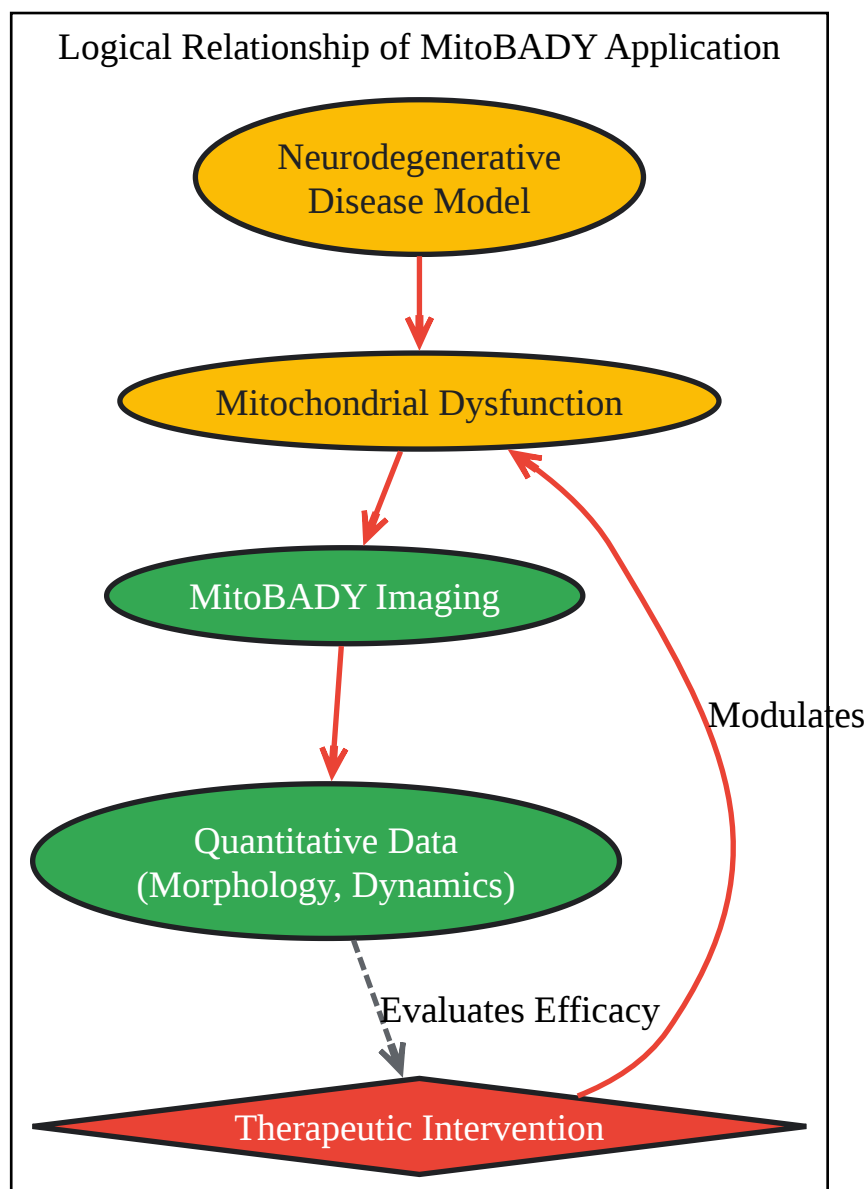 Logical Relationship of MitoBADY Application
Neurodegenerative
Disease Model
Mitochondrial Dysfunction
MitoBADY Imaging
Modulates
Quantitative Data
(Morphology, Dynamics)
Evaluates Efficacy
Therapeutic Intervention